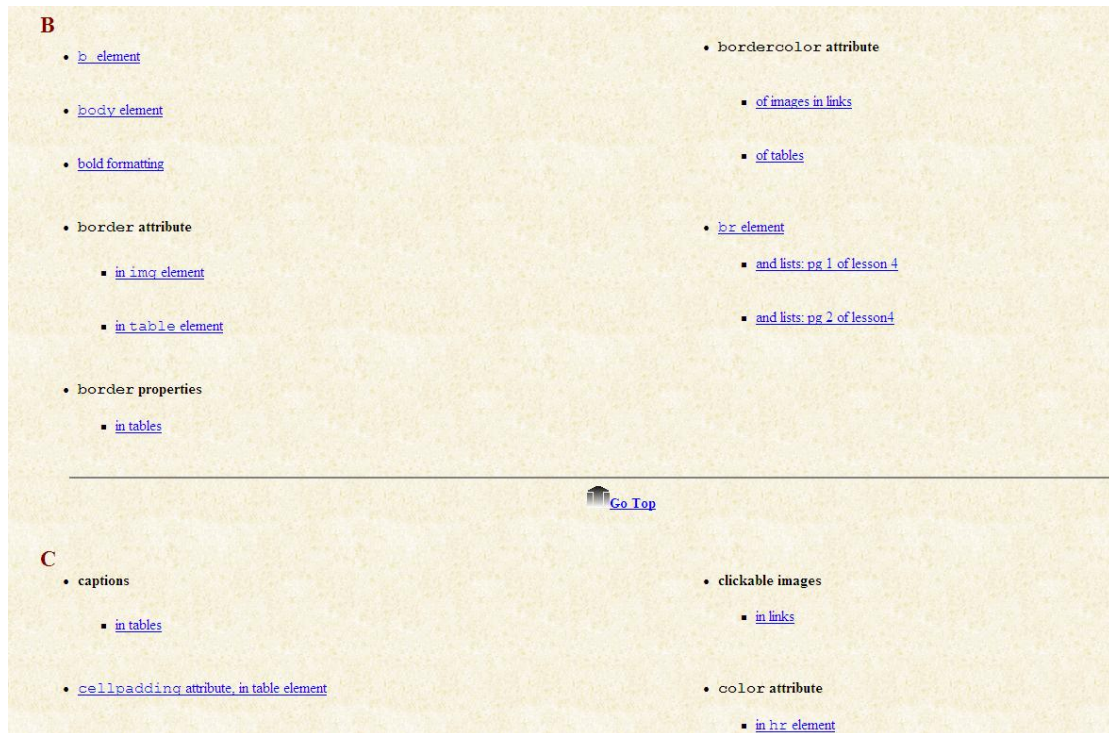 B
b element
body element
bold formatting
border attribute
in img element
in table element
border properties
in tables
bordercolor attribute
of images in links
of tables
br element
and lists: pg 1 of lesson 4
and lists: pg 2 of lesson4
Go Top
C
captions
in tables
cellpadding attribute, in table element
clickable images
in links
color attribute
in hr element